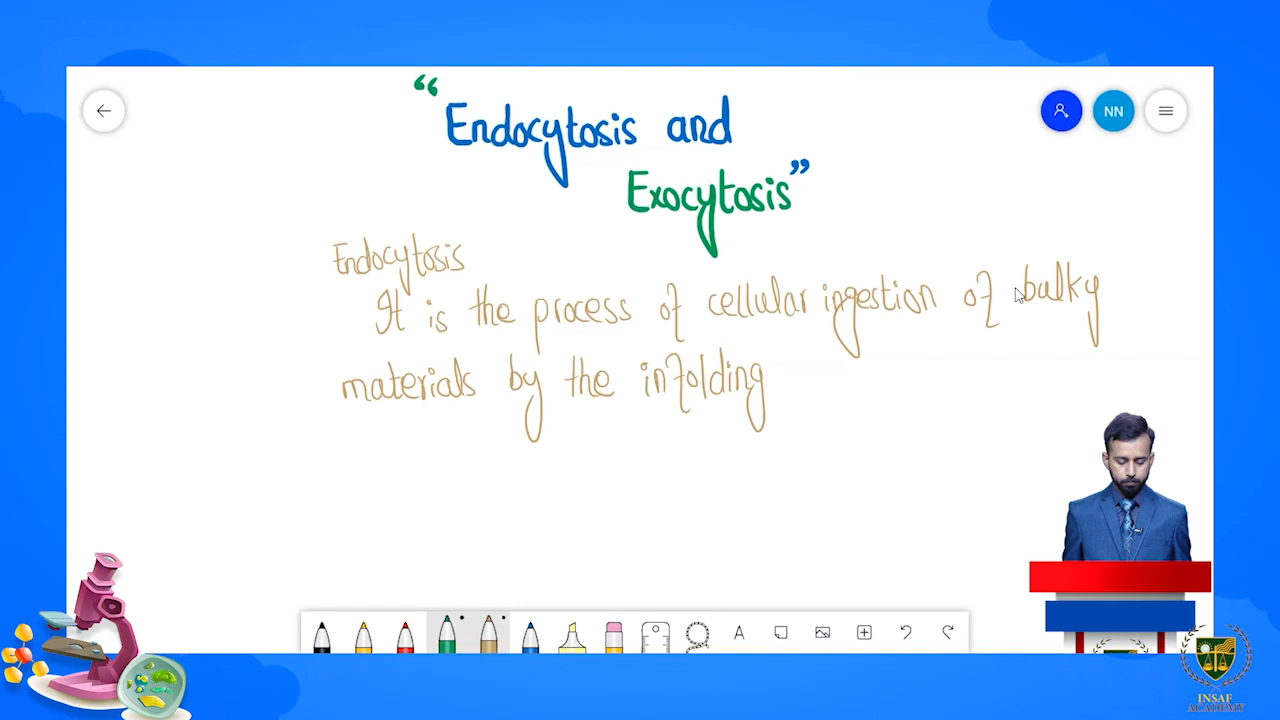 “Endocytosis and
Exocytosis”
Endocytosis
It is the process of cellular ingestion of bulky
materials by the infolding
NN
A
INSAF
ACADEMY